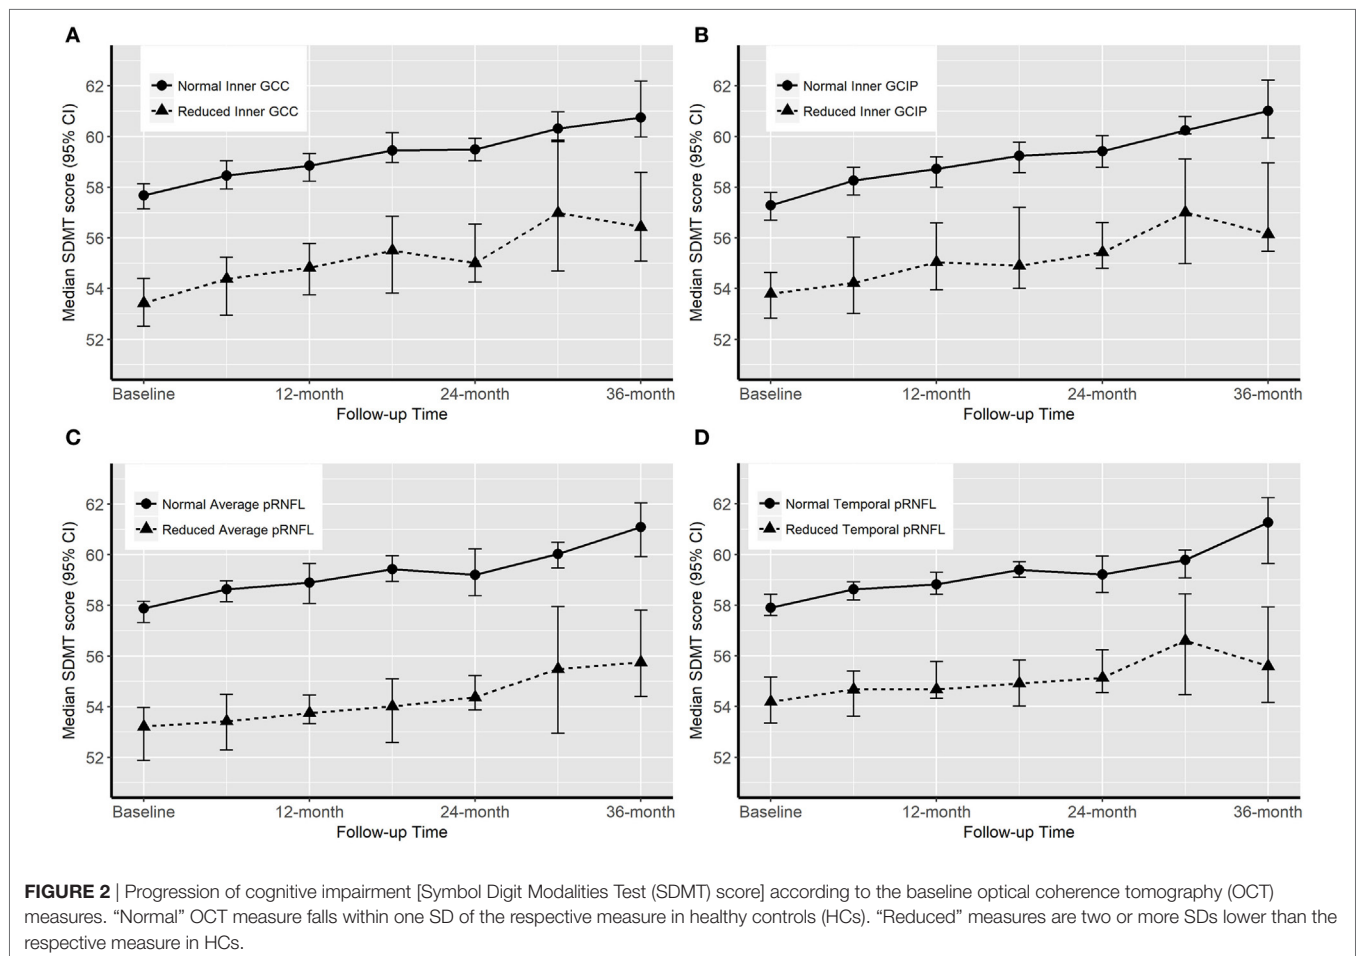 A
Normal Inner GCC
Reduced Inner GCC
Median SDMT score (95% CI)
62
60
58
56
54
52
Baseline 12-month 24-month 36-month
Follow-up Time
B
Normal Inner GCIP
Reduced Inner GCIP
Median SDMT score (95% CI)
62
60
58
56
54
52
Baseline 12-month 24-month 36-month
Follow-up Time
C
Normal Average pRNFL
Reduced Average pRNFL
Median SDMT score (95% CI)
62
60
58
56
54
52
Baseline 12-month 24-month 36-month
Follow-up Time
D
Normal Temporal pRNFL
Reduced Temporal pRNFL
Median SDMT score (95% CI)
62
60
58
56
54
52
Baseline 12-month 24-month 36-month
Follow-up Time
FIGURE 2 | Progression of cognitive impairment [Symbol Digit Modalities Test (SDMT) score] according to the baseline optical coherence tomography (OCT)
measures. “Normal” OCT measure falls within one SD of the respective measure in healthy controls (HCs). “Reduced” measures are two or more SDs lower than the
respective measure in HCs.